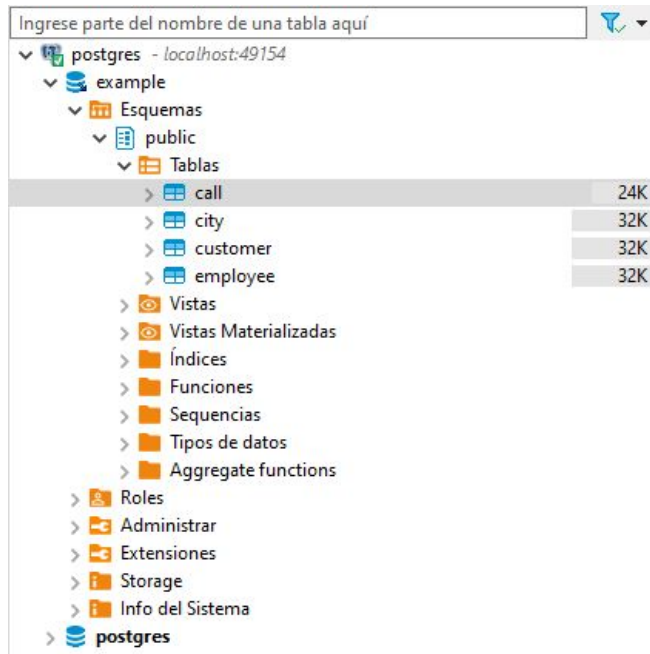 Ingrese parte del nombre de una tabla aquí
postgres - localhost:49154
example
Esquemas
public
Tablas
call 24K
city 32K
customer 32K
employee 32K
Vistas
Vistas Materializadas
Índices
Funciones
Sequencias
Tipos de datos
Aggregate functions
Roles
Administrar
Extensiones
Storage
Info del Sistema
postgres